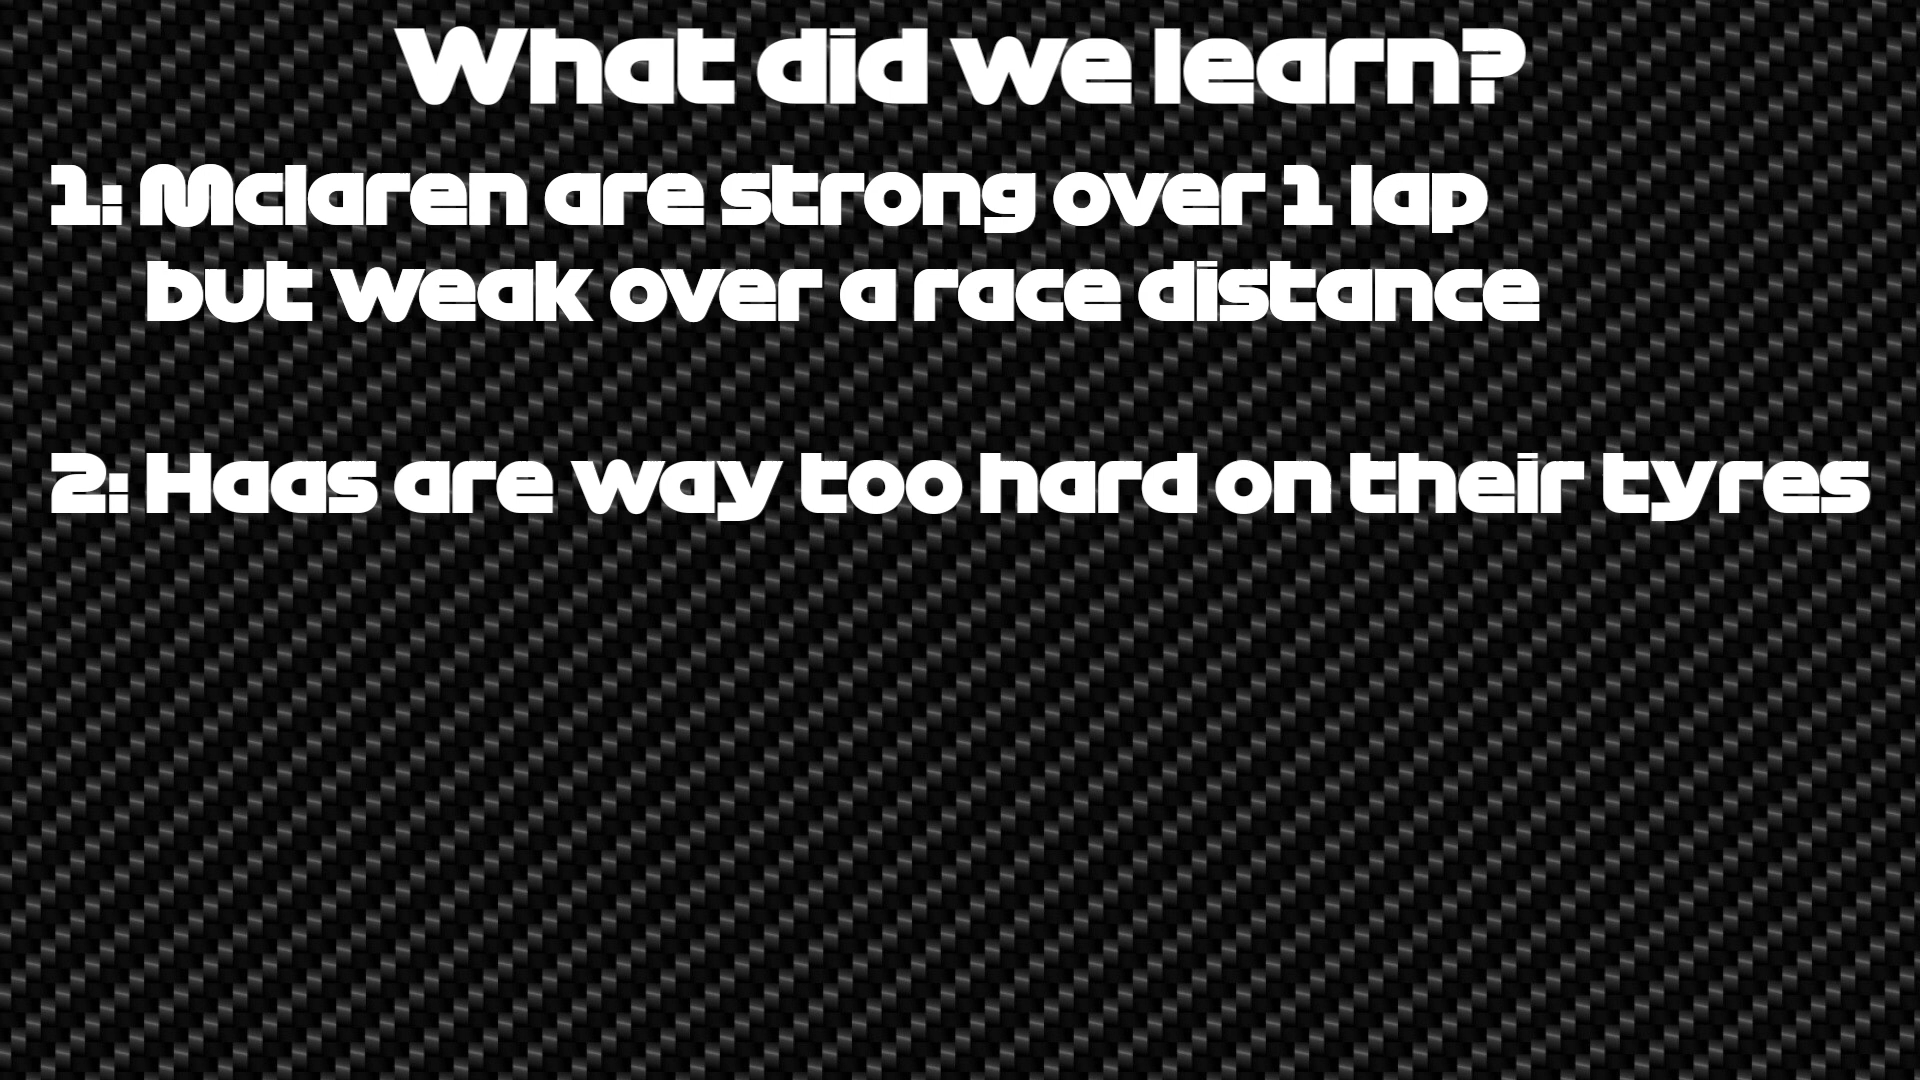 What did we learn?
1: Mclaren are strong over 1 lap
but weak over a race distance
2: Haas are way too hard on their tyres